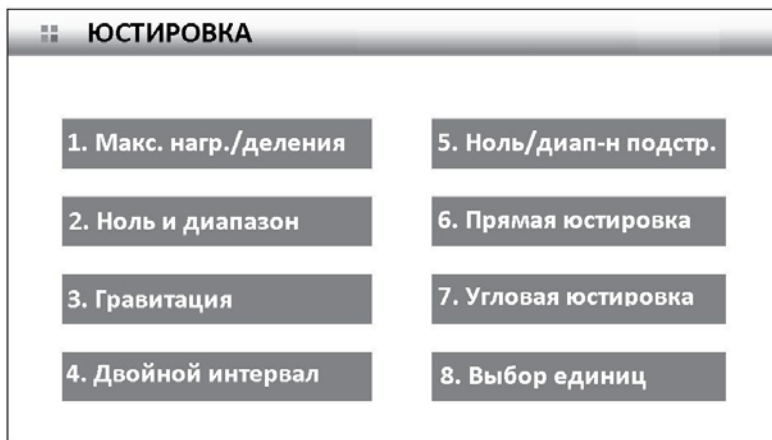 ЮСТИРОВКА
1. Макс. нагр./деления
2. Ноль и диапазон
3. Гравитация
4. Двойной интервал
5. Ноль/диап-н подстр.
6. Прямая юстировка
7. Угловая юстировка
8. Выбор единиц